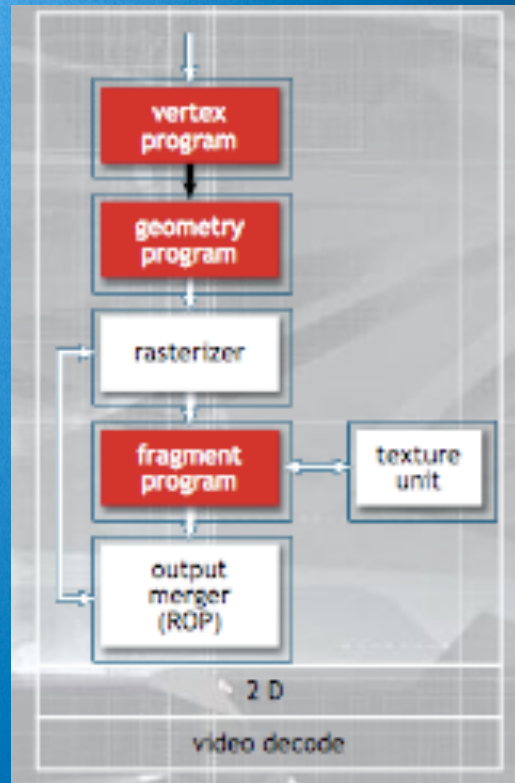 vertex
program
geometry
program
rasterizer
fragment
program
texture
unit
output
merger
(ROP)
2 D
video decode